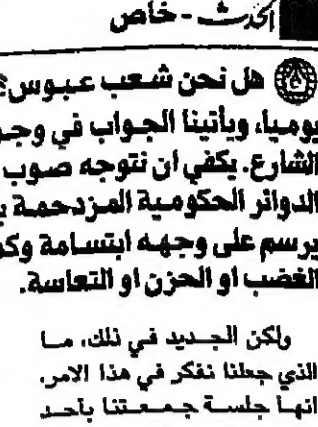 الحدث - خاص
هل نحن شعب عبوس؟
يوميا، ويأتينا الجواب في
الشارع. يكفي أن نتوجه صوب
الدوائر الحكومية المزدحمة
يرسم على وجهه ابتسامة
الغضب او الحزن او التعاسة.
ولكن الجديد في ذلك، ما
الذي جعلنا نفكر في هذا الامر،
انها جلسة جمعتنا بأحد